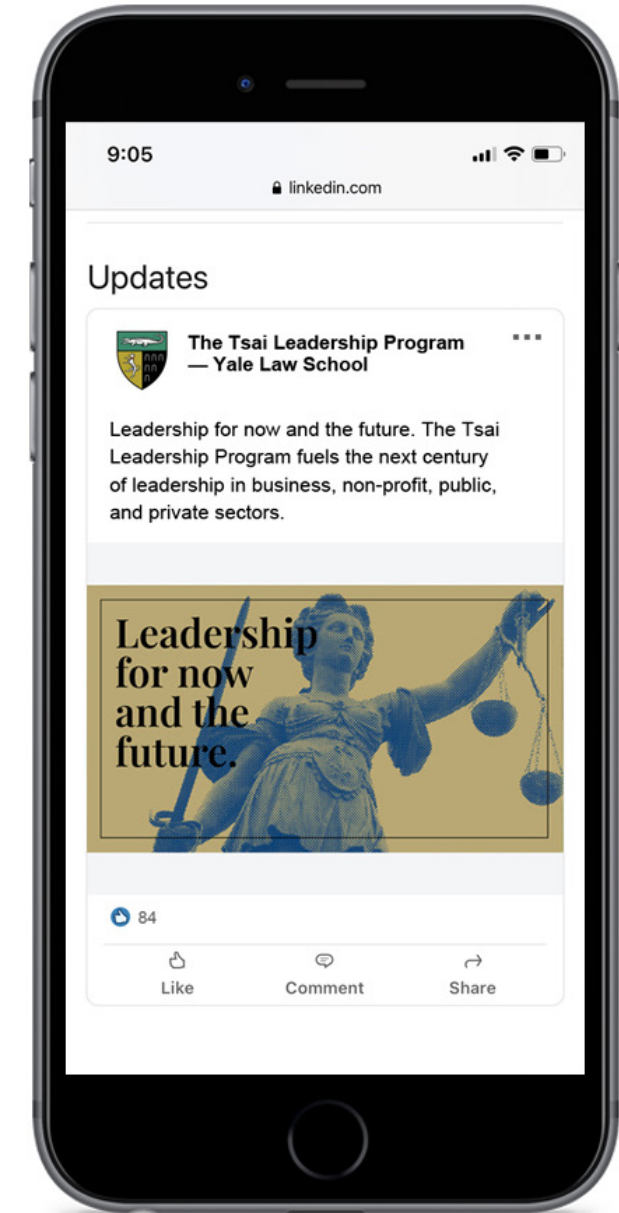 9:05
linkedin.com
Updates
The Tsai Leadership Program
— Yale Law School
Leadership for now and the future. The Tsai
Leadership Program fuels the next century
of leadership in business, non-profit, public,
and private sectors.
Leadership
for now
and the
future.
84
Like
Comment
Share